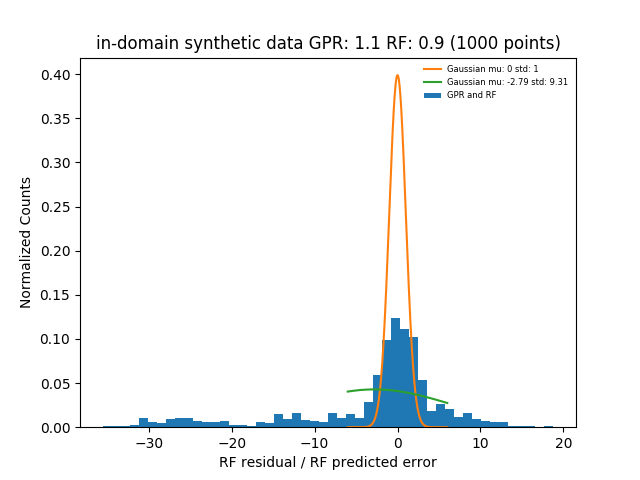 in-domain synthetic data GPR: 1.1 RF: 0.9 (1000 points)
Gaussian mu: 0 std: 1
Gaussian mu: -2.79 std: 9.31
GPR and RF
Normalized Counts
0.40
0.35
0.30
0.25
0.20
0.15
0.10
0.05
0.00
−30 −20 −10 0 10 20
RF residual / RF predicted error